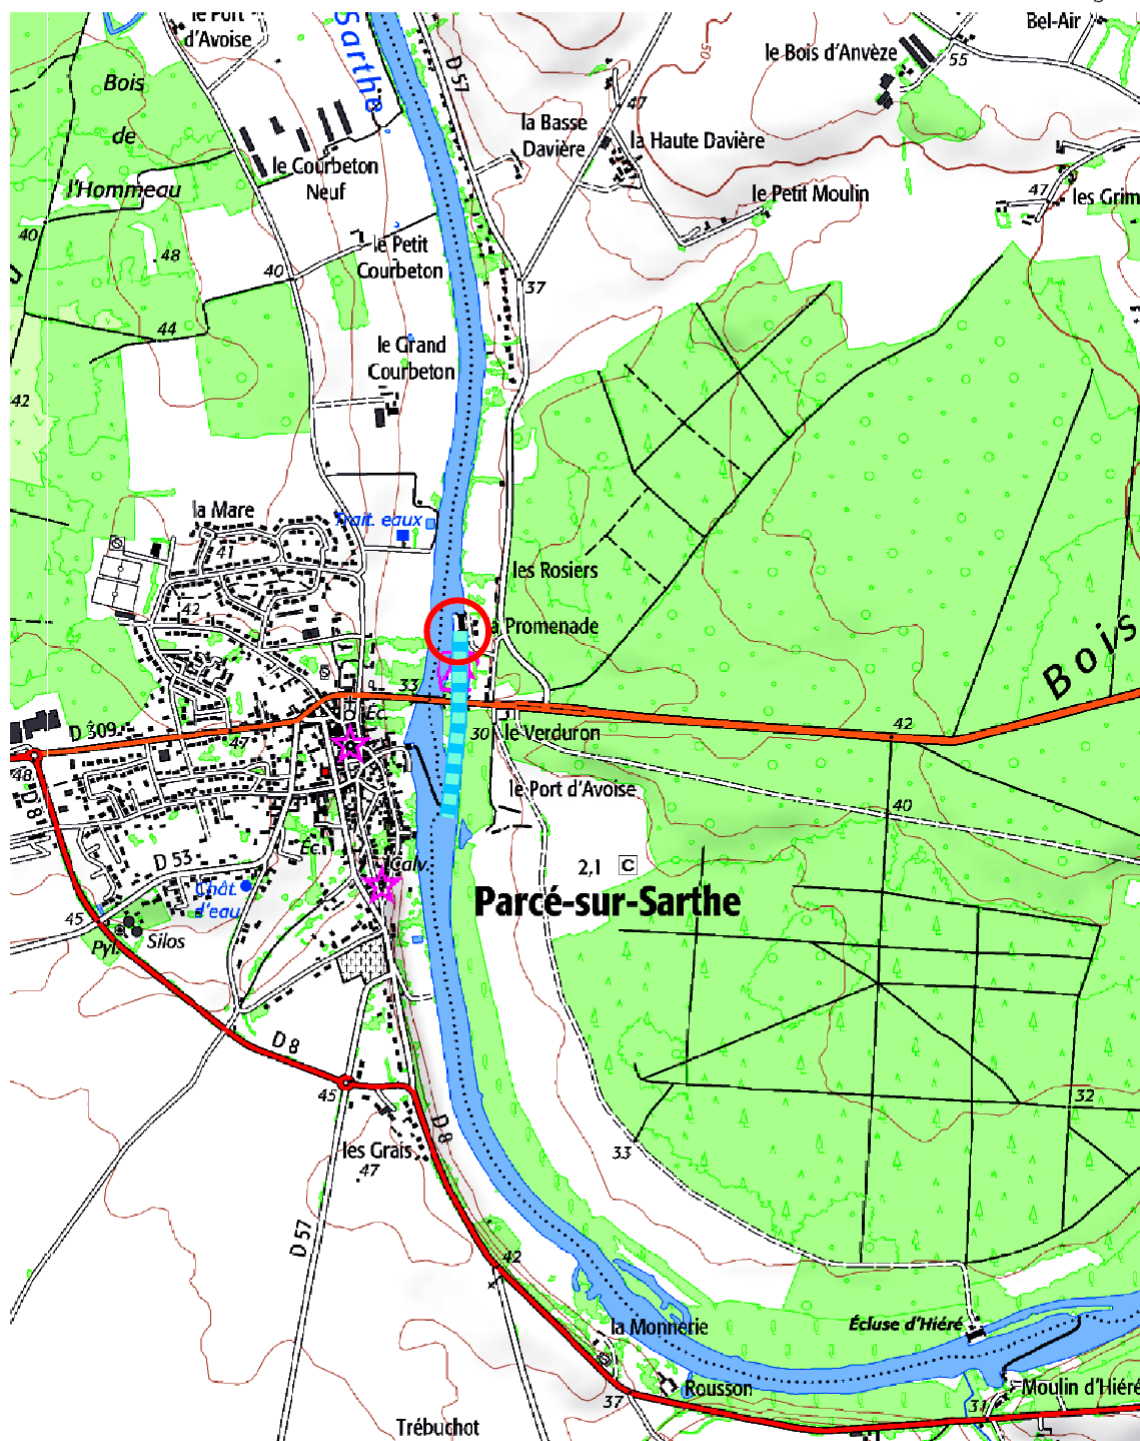 le Port
d'Avoise
Sarthe
D 57
Bel-Air
le Bois d'Anvèze
55
50
Bois
de
l'Hommeau
47
la Basse
Davière
la Haute Davière
le Courbeton
Neuf
le Petit Moulin
47
les Grim
40
48
le Petit
Courbeton
40
37
44
le Grand
Courbeton
42
la Mare
Trait. eaux
41
les Rosiers
42
a Promenade
Bois
33
Éc.
D 309
47
30
le Verduron
42
48
D 8
le Port d'Avoise
40
Éc.
D 53
Calv.
2,1 C
Chât.
d'eau
Parcé-sur-Sarthe
45
Pyl.
Silos
D 8
45
32
D 8
les Grais
47
33
D 57
42
la Monnerie
Écluse d'Hiéré
Rousson
Moulin d'Hiéré
37
31
Trébuchot